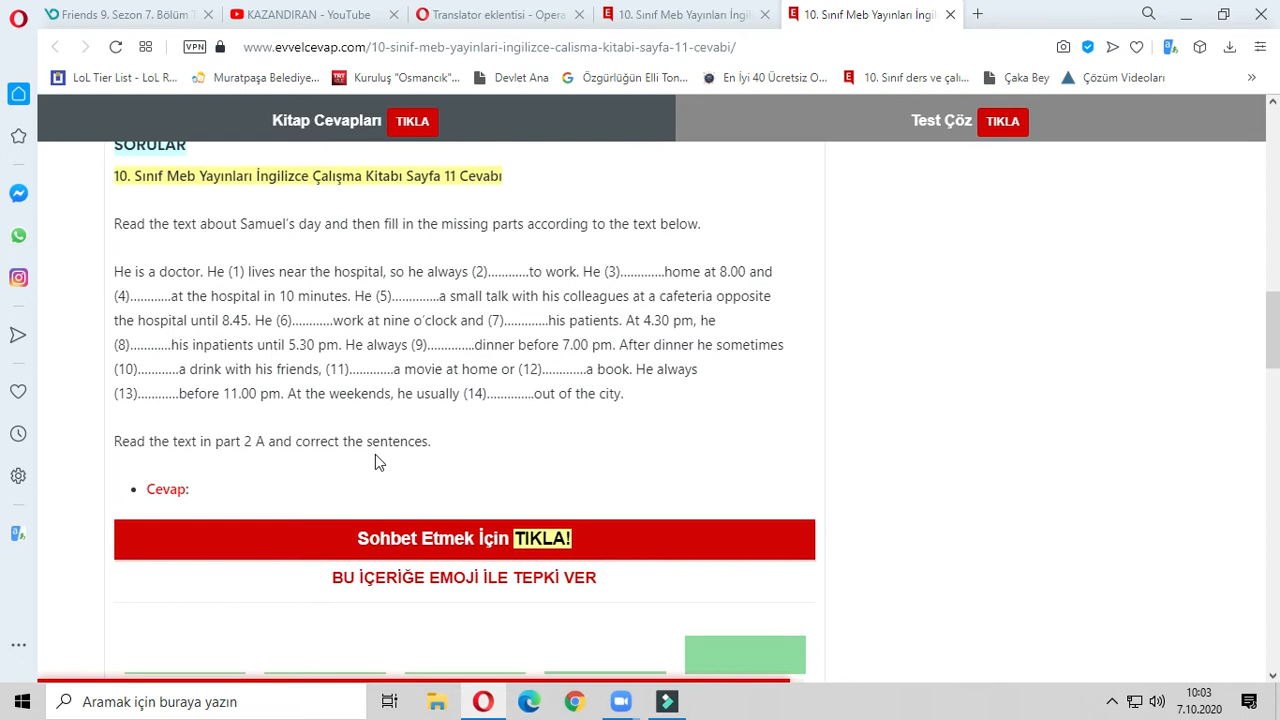 Friends 9. Sezon 7. Bölüm
KAZANDIRAN - YouTube
Translator eklentisi - Opera
10. Sınıf Meb Yayınları İngi
10. Sınıf Meb Yayınları İngi
VPN
www.evvelcevap.com/10-sinif-meb-yayinlari-ingilizce-calisma-kitabi-sayfa-11-cevabi/
LoL Tier List - LoL R...
Muratpaşa Belediye...
Kuruluş "Osmancık"...
Devlet Ana
Özgürlüğün Elli Ton...
En İyi 40 Ücretsiz O...
10. Sınıf ders ve çalı...
Çaka Bey
Çözüm Videoları
»
Kitap Cevapları TIKLA
Test Çöz TIKLA
SORULAR
10. Sınıf Meb Yayınları İngilizce Çalışma Kitabı Sayfa 11 Cevabı
Read the text about Samuel's day and then fill in the missing parts according to the text below.
He is a doctor. He (1) lives near the hospital, so he always (2)…………to work. He (3)………….home at 8.00 and
(4)…………at the hospital in 10 minutes. He (5)…………..a small talk with his colleagues at a cafeteria opposite
the hospital until 8.45. He (6)…………work at nine o'clock and (7)………….his patients. At 4.30 pm, he
(8)…………his inpatients until 5.30 pm. He always (9)…………..dinner before 7.00 pm. After dinner he sometimes
(10)…………a drink with his friends, (11)………….a movie at home or (12)………….a book. He always
(13)…………before 11.00 pm. At the weekends, he usually (14)…………..out of the city.
Read the text in part 2 A and correct the sentences.
• Cevap:
Sohbet Etmek İçin TIKLA!
BU İÇERİĞE EMOJİ İLE TEPKİ VER
Aramak için buraya yazın
10:03
7.10.2020